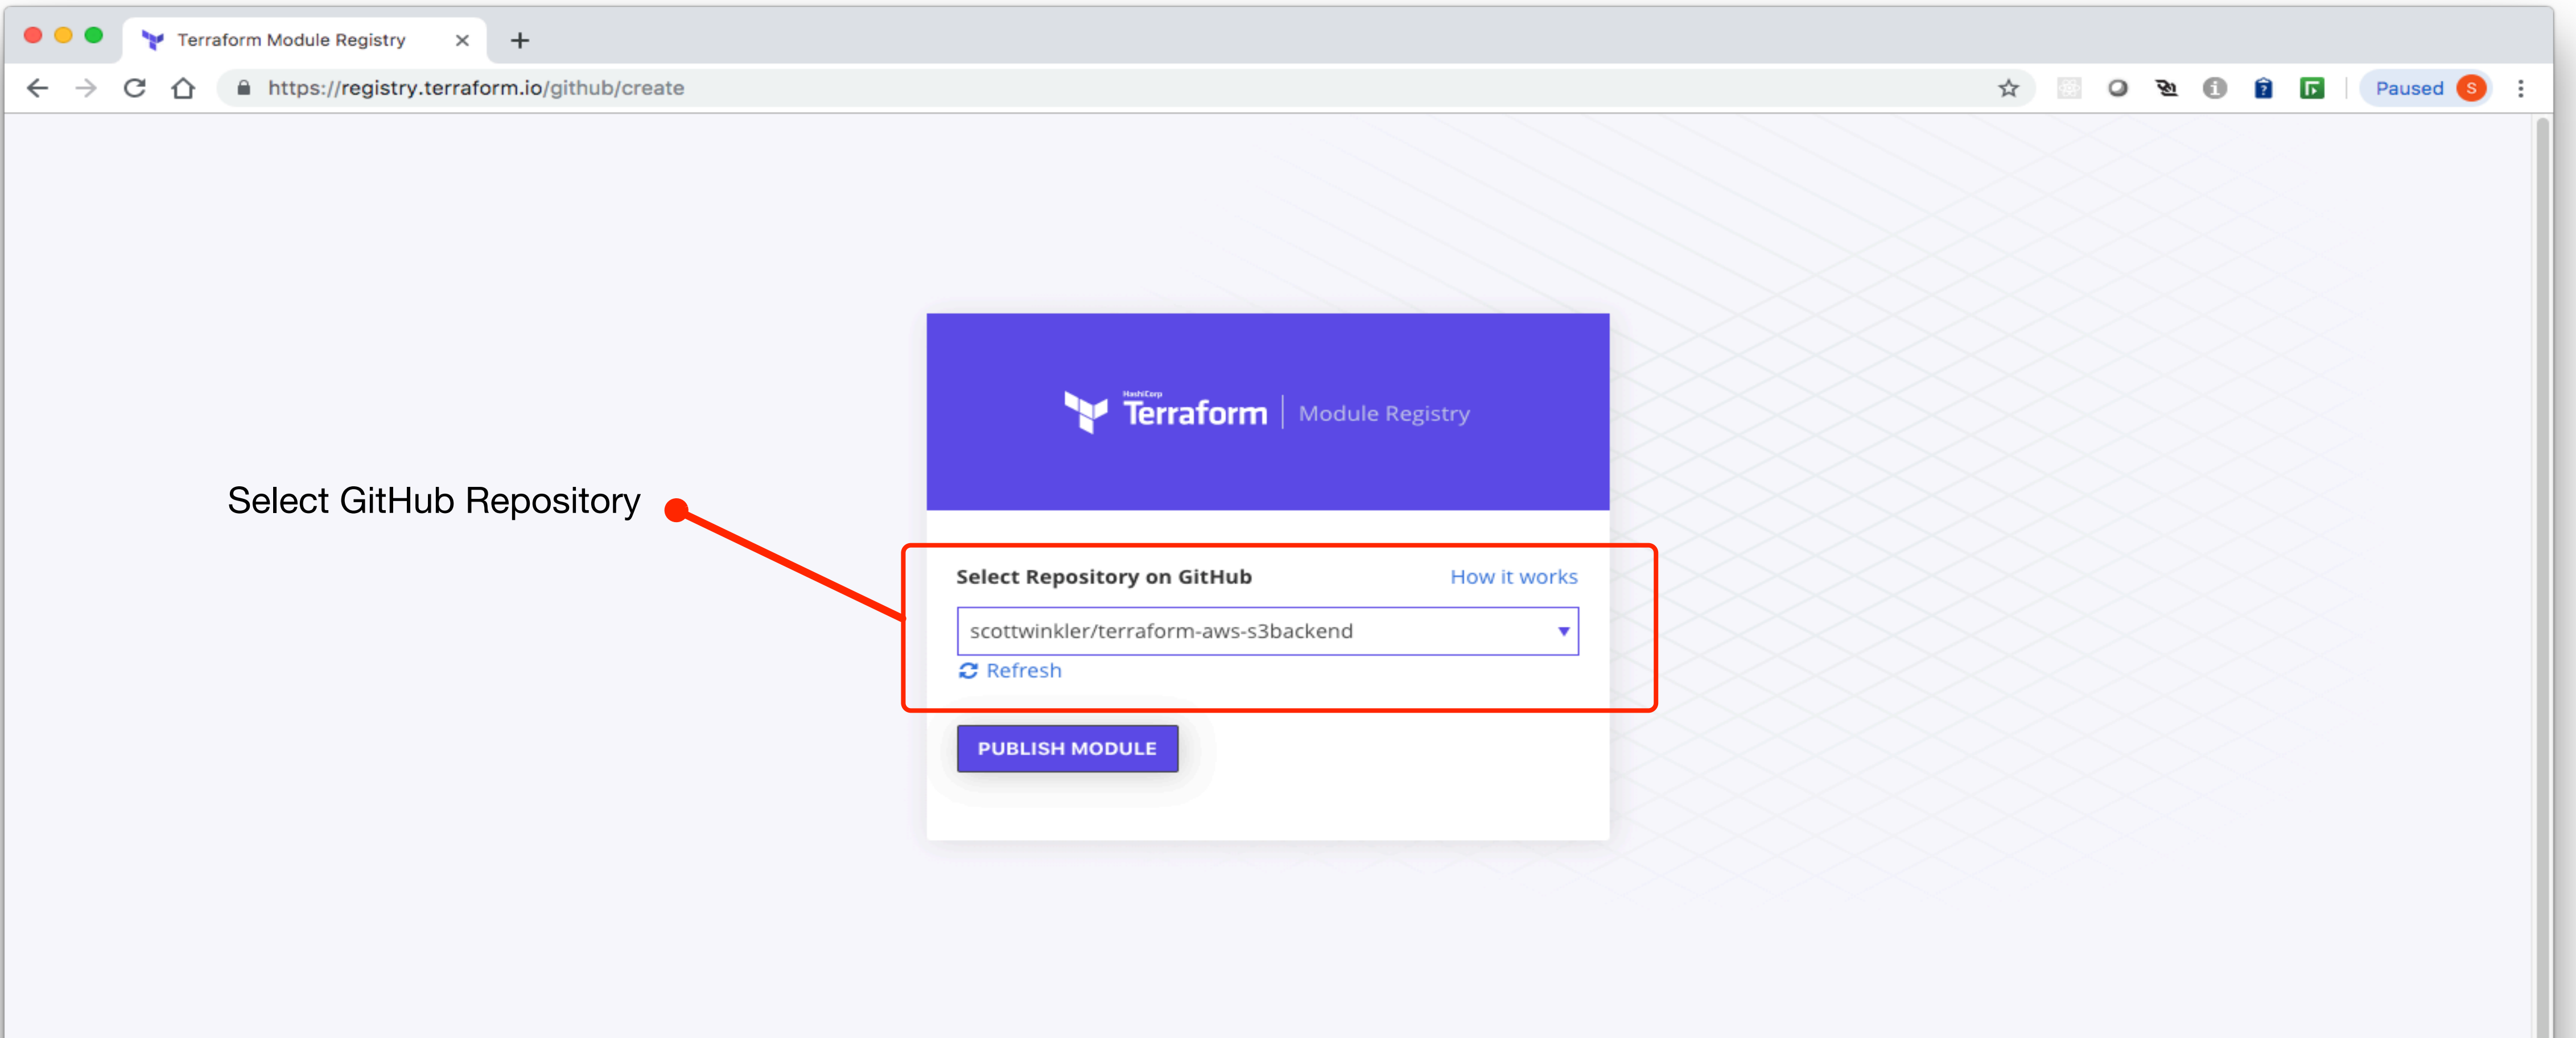 Terraform Module Registry
https://registry.terraform.io/github/create
Paused S
HashiCorp
Terraform | Module Registry
Select GitHub Repository
Select Repository on GitHub How it works
scottwinkler/terraform-aws-s3backend
Refresh
PUBLISH MODULE